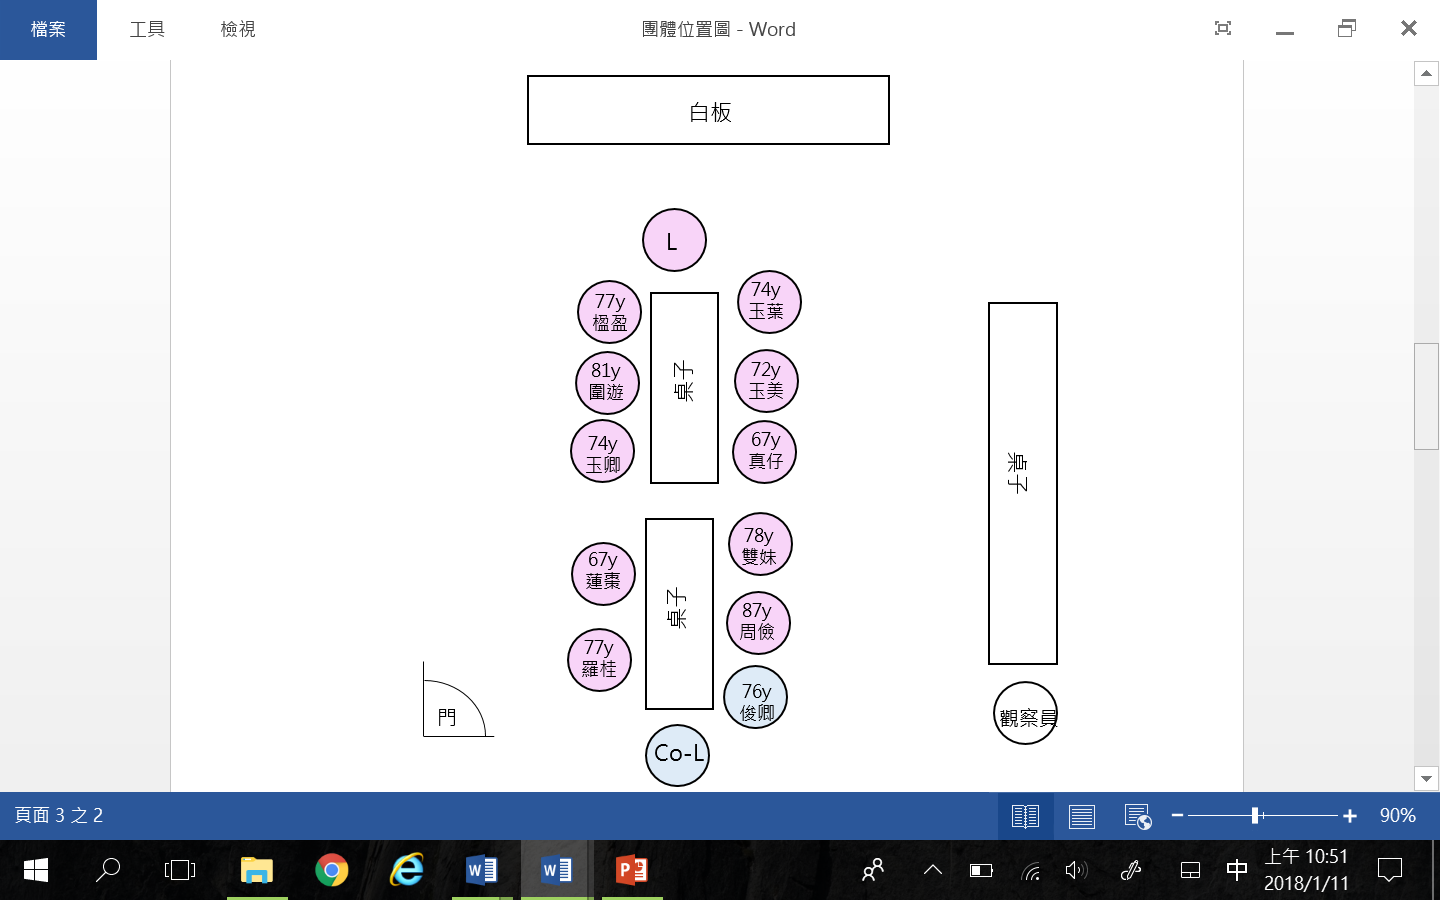 檔案
工具
檢視
團體位置圖 - Word
白板
L
77y
楹盈
74y
玉葉
81y
圍遊
桌子
72y
玉美
74y
玉卿
67y
真仔
桌子
67y
蓮棗
桌子
78y
雙妹
87y
周儉
77y
羅桂
76y
俊卿
門
Co-L
觀察員
頁面 3 之 2
90%
中
上午 10:51
2018/1/11